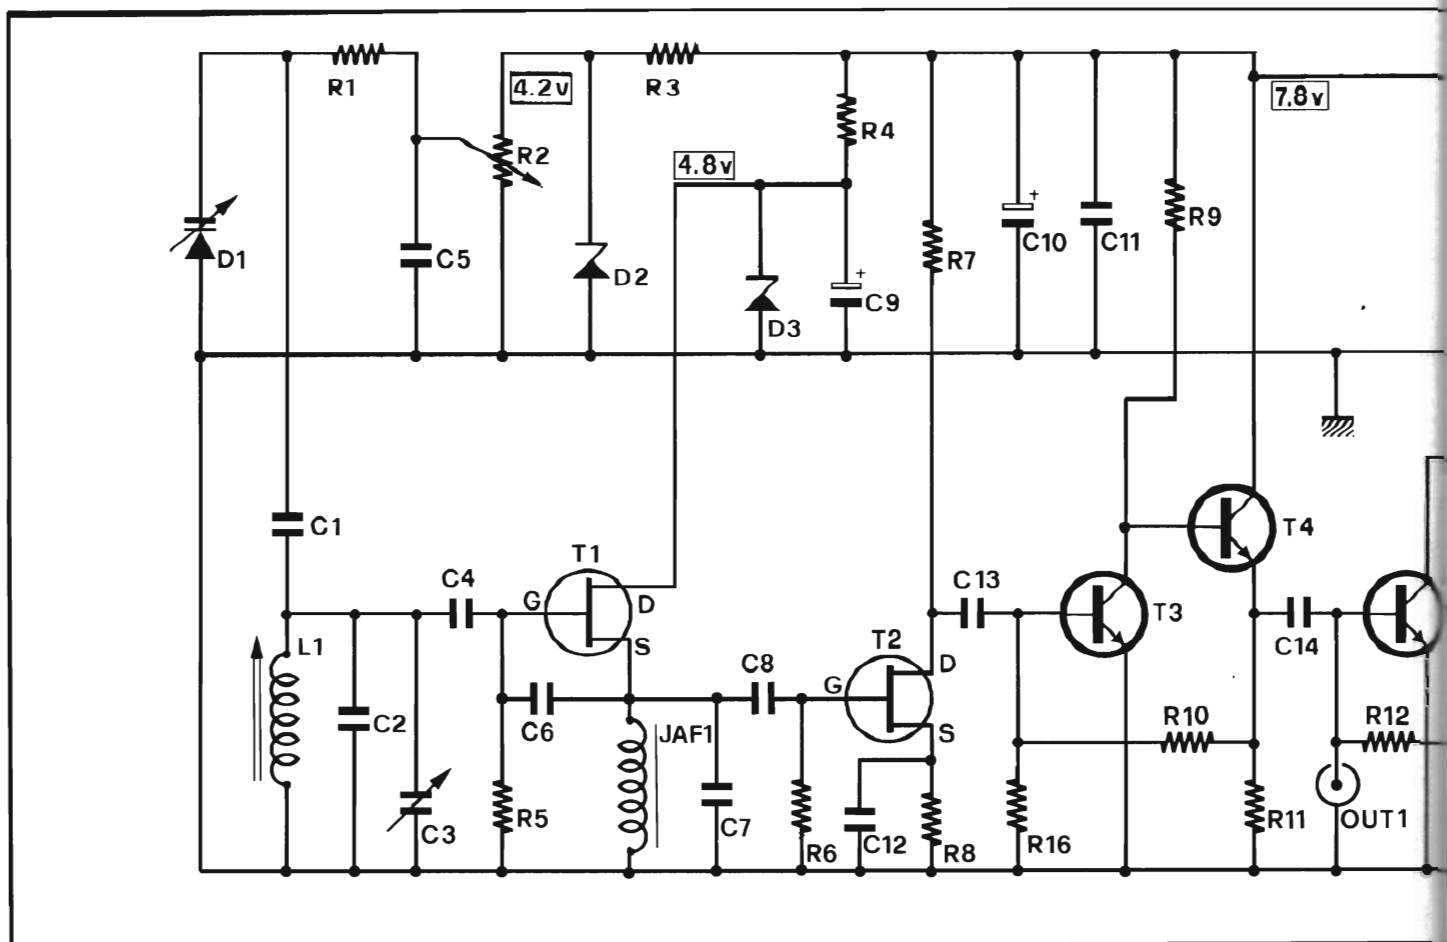 R1
4.2v
R3
7.8v
R2
R4
4.8v
R9
D1
C5
D2
R7
C10
C11
+
+
C9
D3
C1
T4
T1
C4
G
D
C13
T3
S
L1
T2
C14
C8
D
G
C2
C6
JAF1
S
R10
R12
R5
C3
C7
R6
C12
R8
R16
R11
OUT1